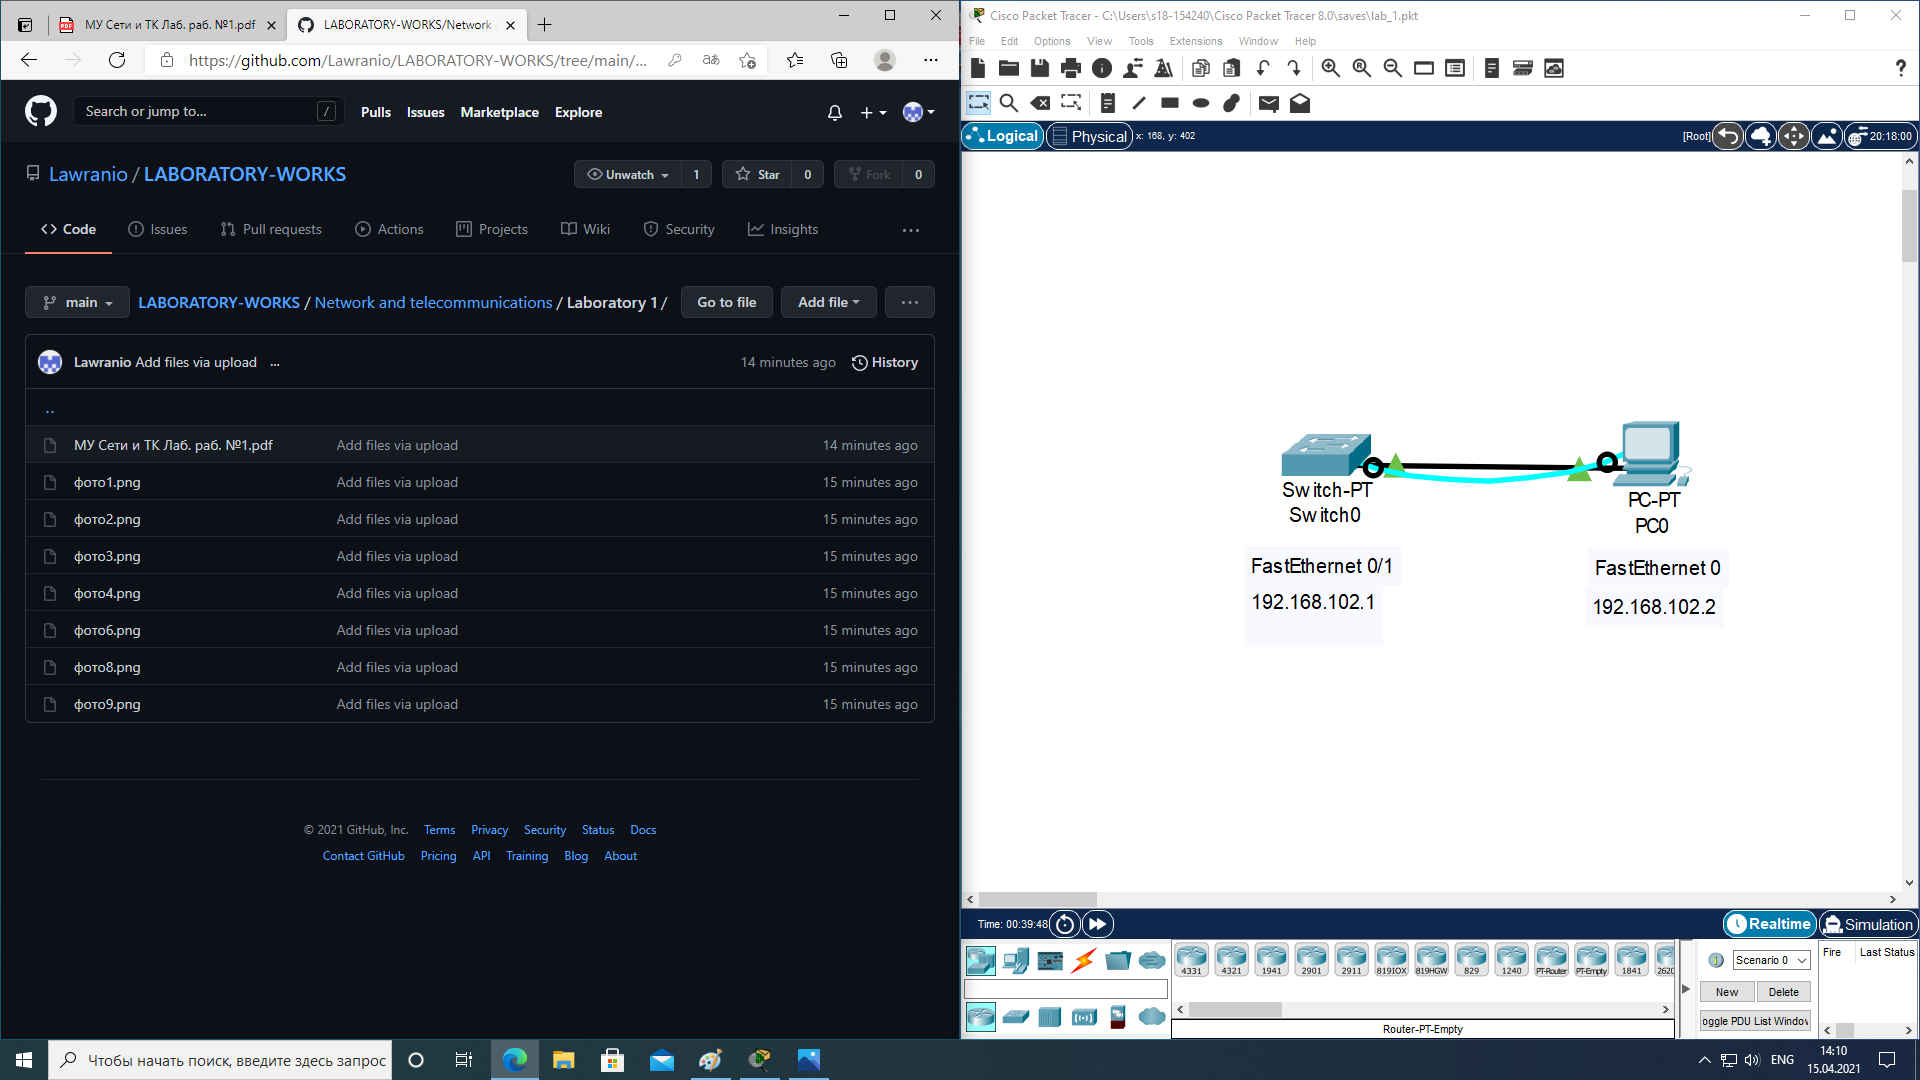 МУ Сети и ТК Лаб. раб. №1.pdf
LABORATORY-WORKS/Network
https://github.com/Lawranio/LABORATORY-WORKS/tree/main/...
Search or jump to...
/
Pulls
Issues
Marketplace
Explore
Lawranio / LABORATORY-WORKS
Unwatch
1
Star
0
Fork
0
Code
Issues
Pull requests
Actions
Projects
Wiki
Security
Insights
main
LABORATORY-WORKS / Network and telecommunications / Laboratory 1 /
Go to file
Add file
Lawranio Add files via upload ...
14 minutes ago
History
..
МУ Сети и ТК Лаб. раб. №1.pdf Add files via upload 14 minutes ago
фото1.png Add files via upload 15 minutes ago
фото2.png Add files via upload 15 minutes ago
фото3.png Add files via upload 15 minutes ago
фото4.png Add files via upload 15 minutes ago
фото6.png Add files via upload 15 minutes ago
фото8.png Add files via upload 15 minutes ago
фото9.png Add files via upload 15 minutes ago
© 2021 GitHub, Inc. Terms Privacy Security Status Docs
Contact GitHub Pricing API Training Blog About
Cisco Packet Tracer - C:\Users\s18-154240\Cisco Packet Tracer 8.0\saves\lab_1.pkt
File Edit Options View Tools Extensions Window Help
Logical
Physical
x: 168, y: 402
[Root]
20:18:00
Switch-PT
Switch0
PC-PT
PC0
FastEthernet 0/1
192.168.102.1
FastEthernet 0
192.168.102.2
Time: 00:39:48
Realtime
Simulation
4331 4321 1941 2901 2911 819IOX 819HGW 829 1240 PT-Router PT-Empty 1841 2620
Router-PT-Empty
Scenario 0
New
Delete
oggle PDU List Window
Fire
Last Status
Чтобы начать поиск, введите здесь запрос
ENG
14:10
15.04.2021